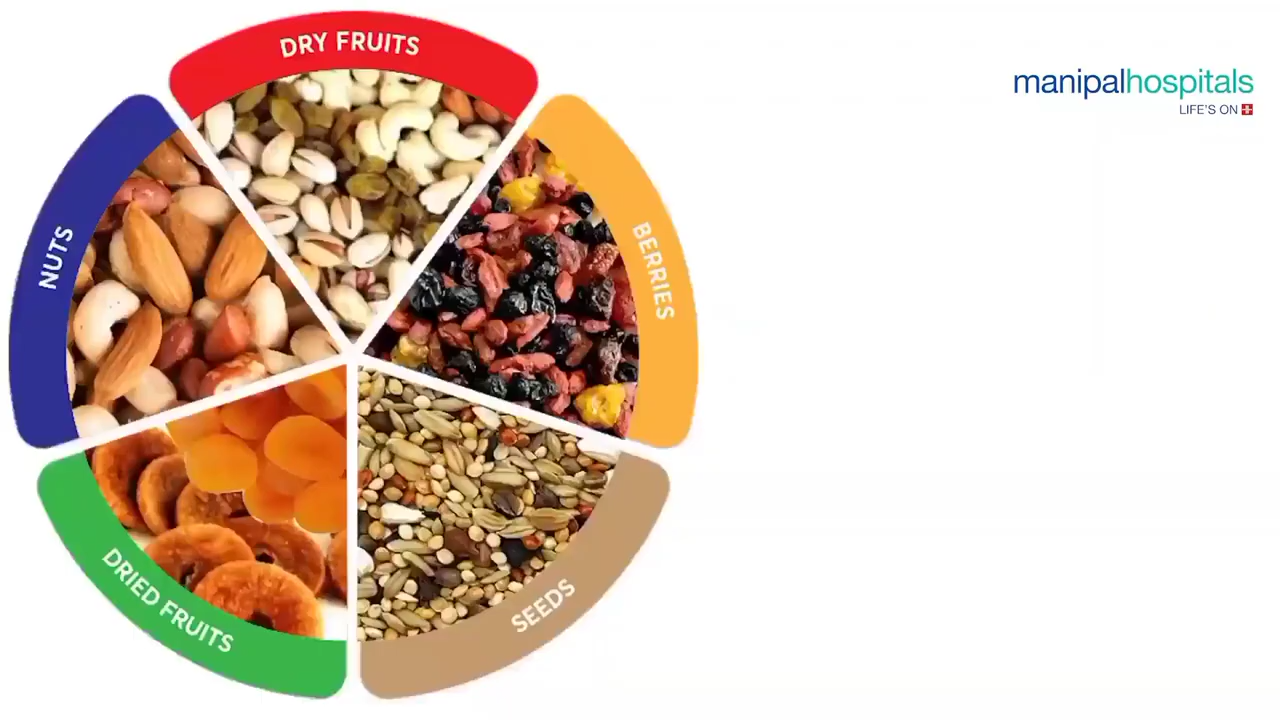 DRY FRUITS
manipalhospitals
LIFE'S ON
BERRIES
NUTS
DRIED FRUITS
SEEDS